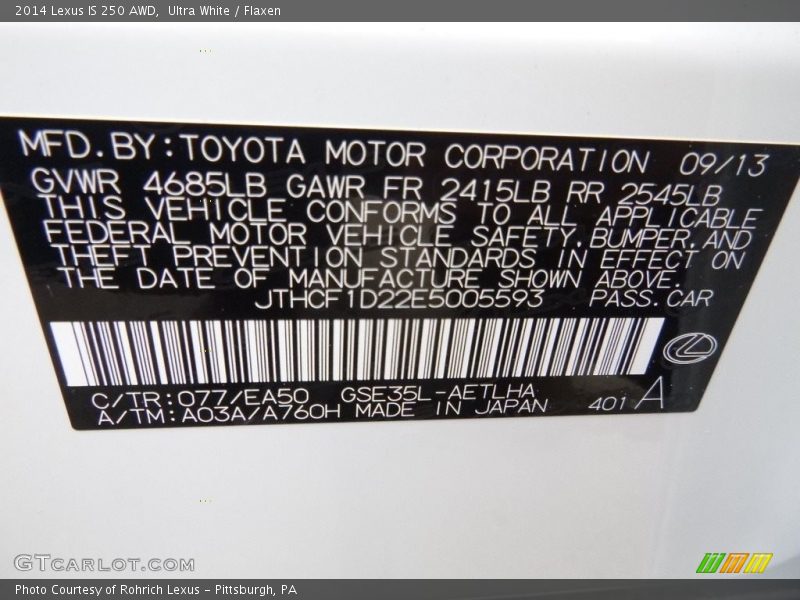 2014 Lexus IS 250 AWD, Ultra White / Flaxen
MFD.BY:TOYOTA MOTOR CORPORATION 09/13
GVWR 4685LB GAWR FR 2415LB RR 2545LB
THIS VEHICLE CONFORMS TO ALL APPLICABLE
FEDERAL MOTOR VEHICLE SAFETY,BUMPER,AND
THEFT PREVENTION STANDARDS IN EFFECT ON
THE DATE OF MANUFACTURE SHOWN ABOVE.
JTHCF1D22E5005593 PASS.CAR
C/TR:077/EA50 GSE35L-AETLHA
A/TM:A03A/A760H MADE IN JAPAN 401 A
GTCARLOT.COM
Photo Courtesy of Rohrich Lexus - Pittsburgh, PA